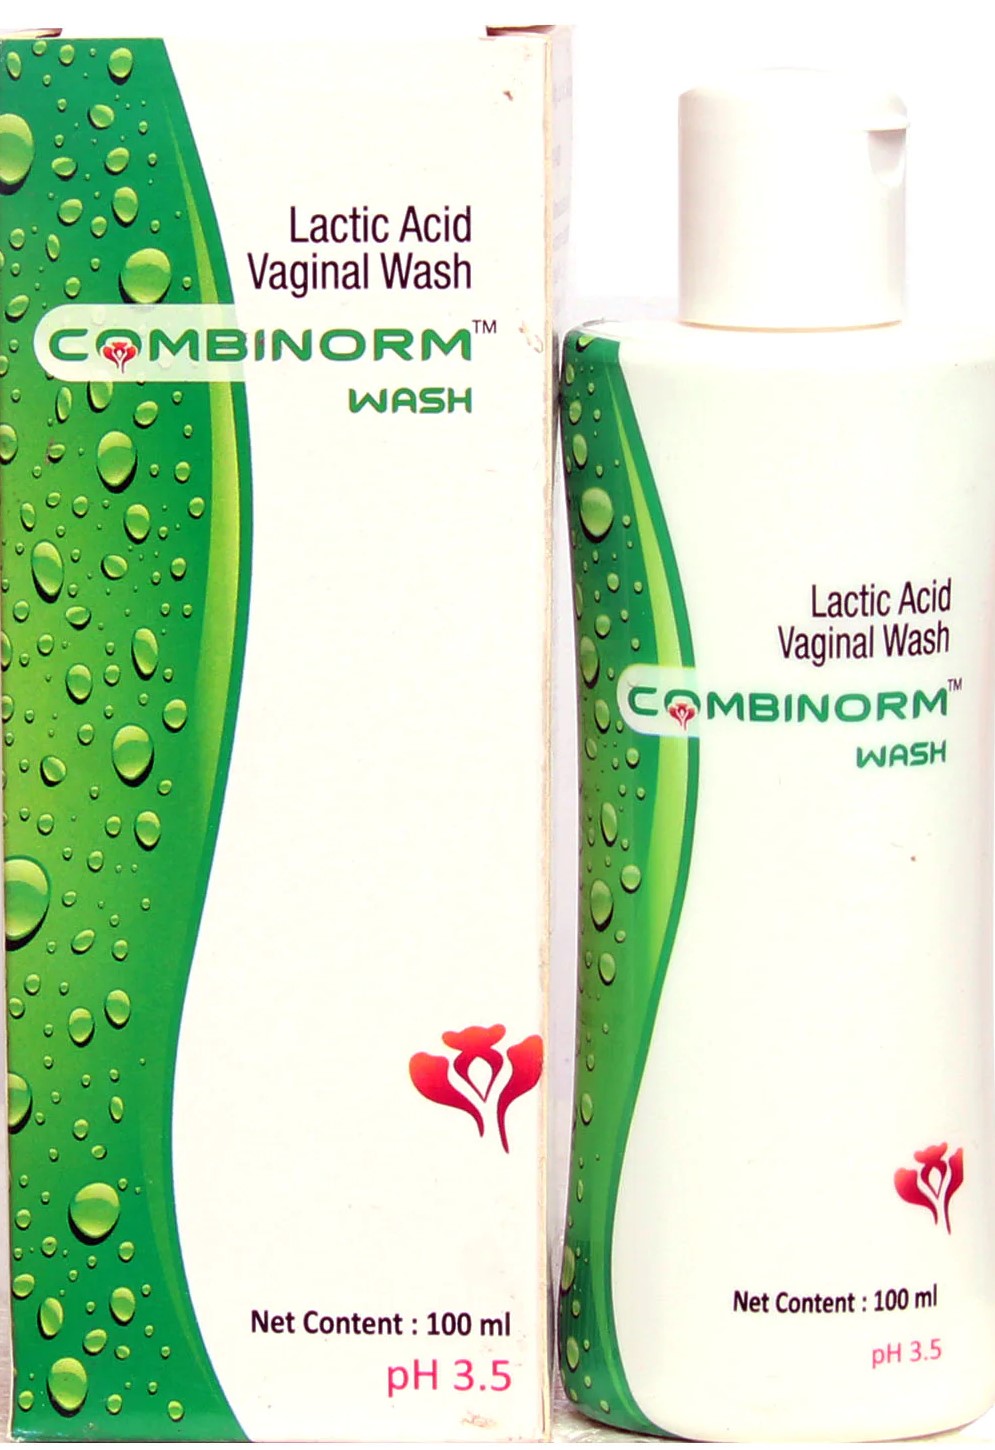 Lactic Acid
Vaginal Wash
COMBINORM™
WASH
Net Content : 100 ml
pH 3.5
Lactic Acid
Vaginal Wash
COMBINORM™
WASH
Net Content : 100 ml
pH 3.5